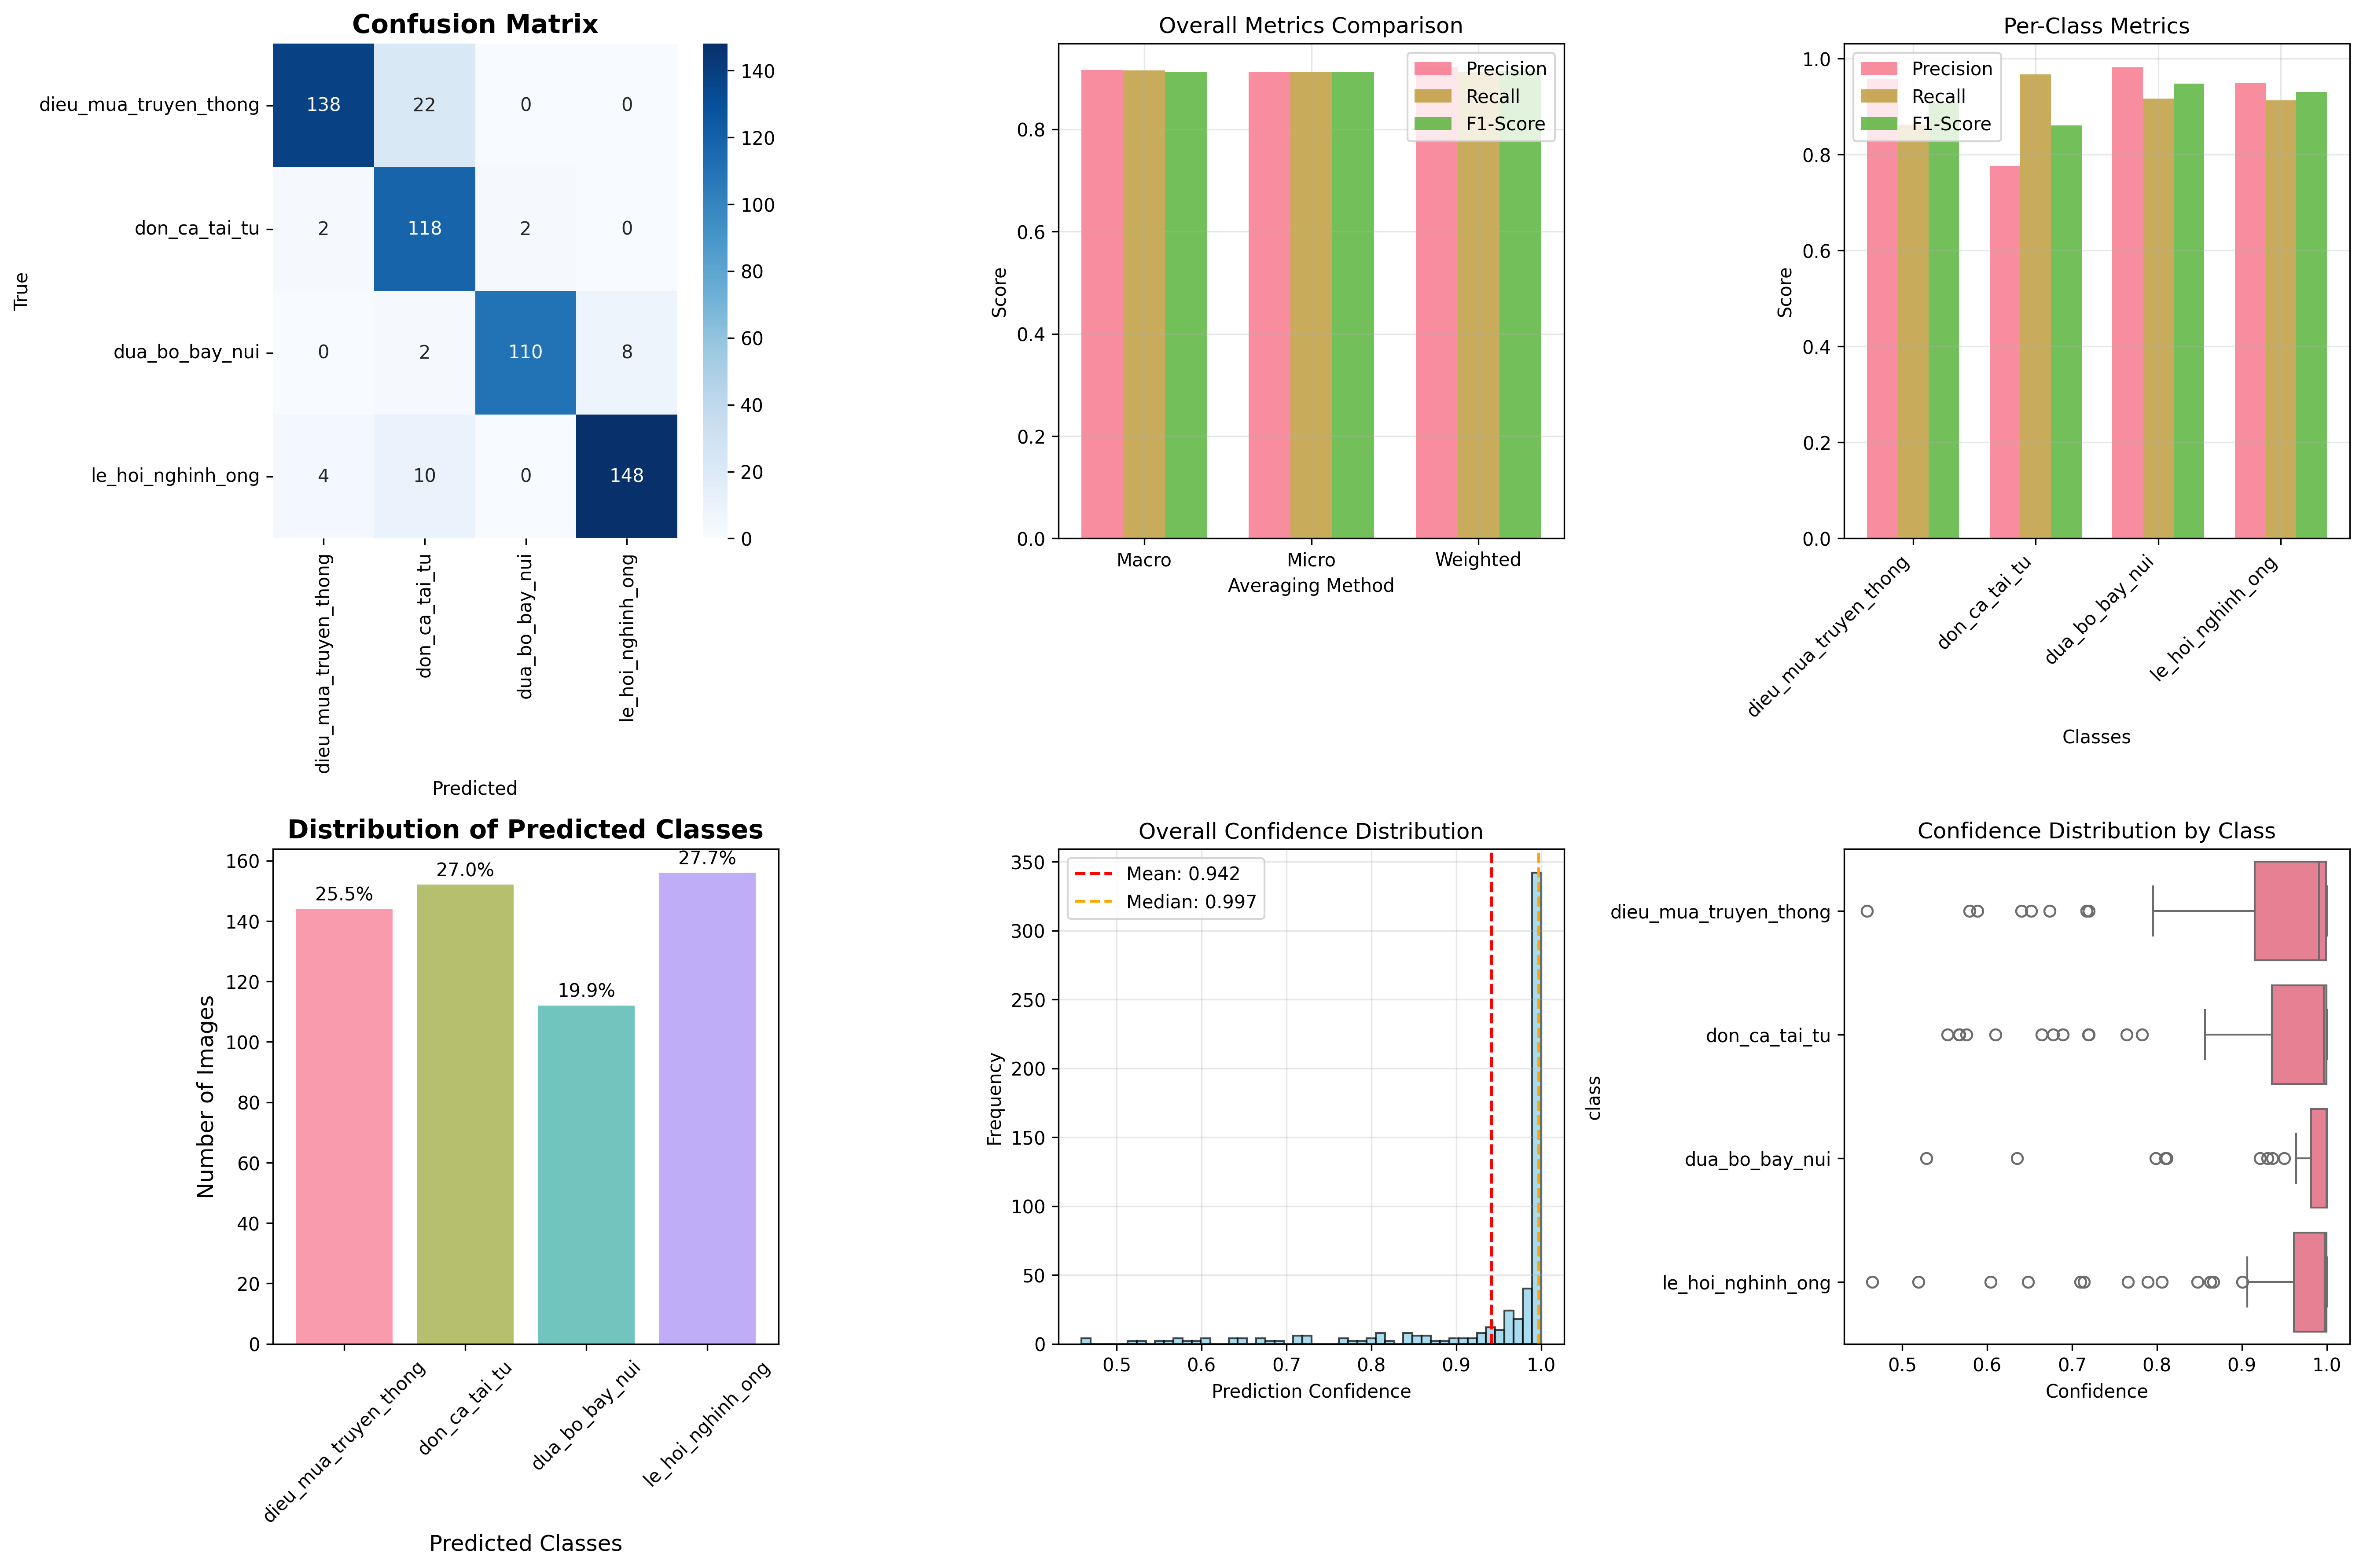 Confusion Matrix
True
dieu_mua_truyen_thong
don_ca_tai_tu
dua_bo_bay_nui
le_hoi_nghinh_ong
138 22 0 0
2 118 2 0
0 2 110 8
4 10 0 148
140
120
100
80
60
40
20
0
dieu_mua_truyen_thong
don_ca_tai_tu
dua_bo_bay_nui
le_hoi_nghinh_ong
Predicted
Overall Metrics Comparison
Precision
Recall
F1-Score
Score
0.8
0.6
0.4
0.2
0.0
Macro Micro Weighted
Averaging Method
Per-Class Metrics
Precision
Recall
F1-Score
Score
1.0
0.8
0.6
0.4
0.2
0.0
dieu_mua_truyen_thong
don_ca_tai_tu
dua_bo_bay_nui
le_hoi_nghinh_ong
Classes
Distribution of Predicted Classes
Number of Images
160
140
120
100
80
60
40
20
0
25.5%
27.0%
19.9%
27.7%
dieu_mua_truyen_thong
don_ca_tai_tu
dua_bo_bay_nui
le_hoi_nghinh_ong
Predicted Classes
Overall Confidence Distribution
Mean: 0.942
Median: 0.997
Frequency
350
300
250
200
150
100
50
0
0.5 0.6 0.7 0.8 0.9 1.0
Prediction Confidence
Confidence Distribution by Class
class
dieu_mua_truyen_thong
don_ca_tai_tu
dua_bo_bay_nui
le_hoi_nghinh_ong
0.5 0.6 0.7 0.8 0.9 1.0
Confidence